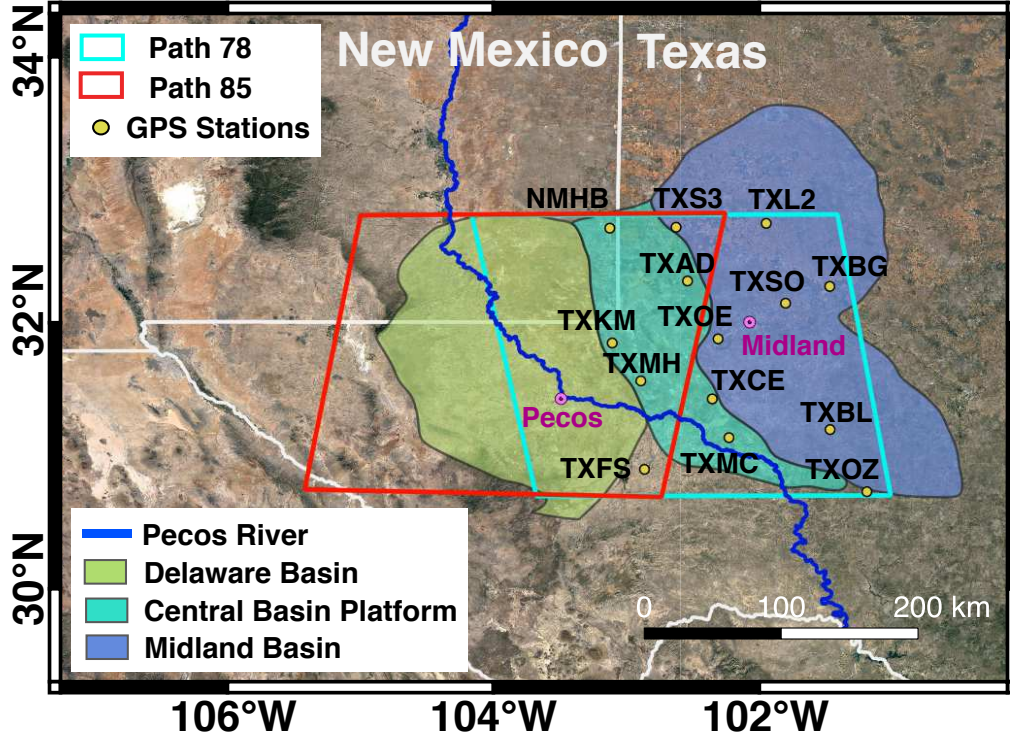 34°N
32°N
30°N
Path 78
Path 85
GPS Stations
New Mexico
Texas
NMHB
TXS3
TXL2
TXAD
TXSO
TXBG
TXKM
TXOE
Midland
TXMH
TXCE
Pecos
TXBL
TXFS
TXMC
TXOZ
Pecos River
Delaware Basin
Central Basin Platform
Midland Basin
0 100 200 km
106°W 104°W 102°W